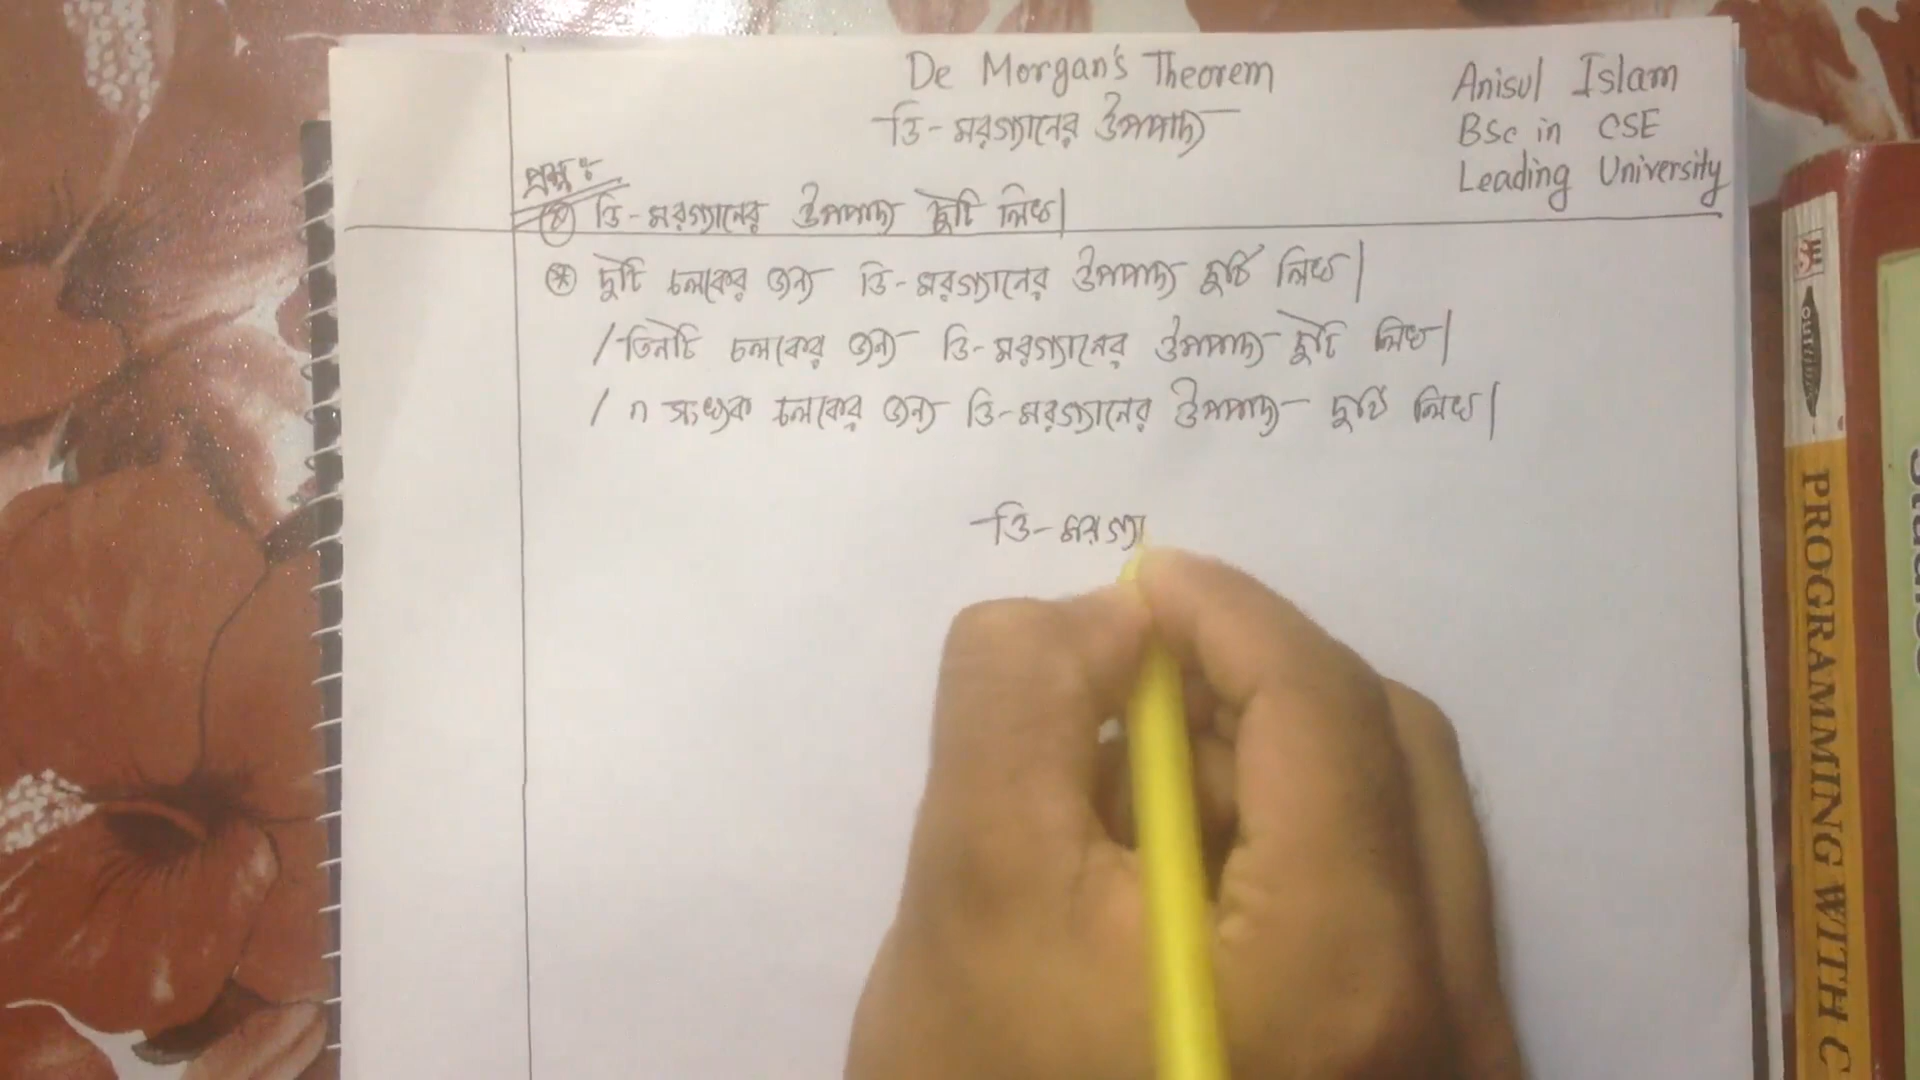 De Morgan's Theorem
ডি-মরগ্যানের উপপাদ্য
Anisul Islam
BSc in CSE
Leading University
প্রশ্নঃ
ডি-মরগ্যানের উপপাদ্য দুটি লিখ।
* দুটি চলকের জন্য ডি-মরগ্যানের উপপাদ্য দুটি লিখ।
/ তিনটি চলকের জন্য ডি-মরগ্যানের উপপাদ্য দুটি লিখ।
/ n সংখ্যক চলকের জন্য ডি-মরগ্যানের উপপাদ্য দুটি লিখ।
ডি-মরগ্যা
PROGRAMMING WITH C